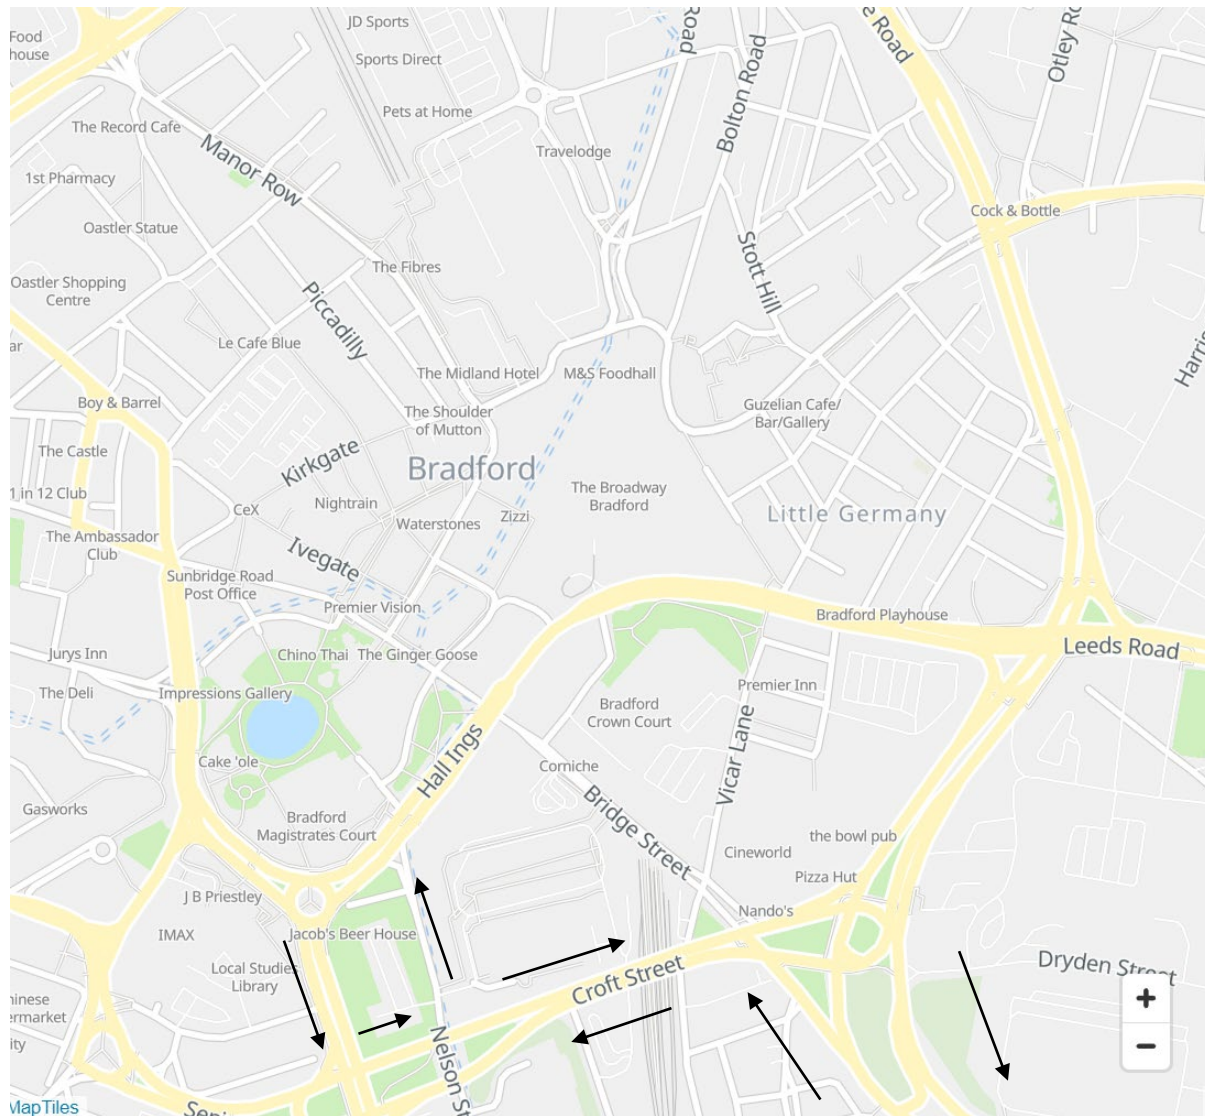 JD Sports
Food
house
Sports Direct
Road
e Road
Bolton Road
Otley Ro
Pets at Home
The Record Cafe
Manor Row
Travelodge
1st Pharmacy
Cock & Bottle
Oastler Statue
Stott Hill
The Fibres
Oastler Shopping
Centre
Piccadilly
Le Cafe Blue
ar
Harris
The Midland Hotel
M&S Foodhall
Boy & Barrel
The Shoulder
of Mutton
Guzelian Cafe/
Bar/Gallery
The Castle
Kirkgate
Bradford
1 in 12 Club
Nightrain
The Broadway
Bradford
CeX
Waterstones
Zizzi
Little Germany
The Ambassador
Club
Ivegate
Sunbridge Road
Post Office
Premier Vision
Bradford Playhouse
Leeds Road
Jurys Inn
Chino Thai
The Ginger Goose
The Deli
Impressions Gallery
Premier Inn
Bradford
Crown Court
Cake 'ole
Hall Ings
Vicar Lane
Corniche
Gasworks
Bradford
Magistrates Court
Bridge Street
the bowl pub
Cineworld
Pizza Hut
J B Priestley
Nando's
IMAX
Jacob's Beer House
Local Studies
Library
Croft Street
Dryden Street
hinese
ermarket
ity
Nelson St
+
−
MapTiles
Seni